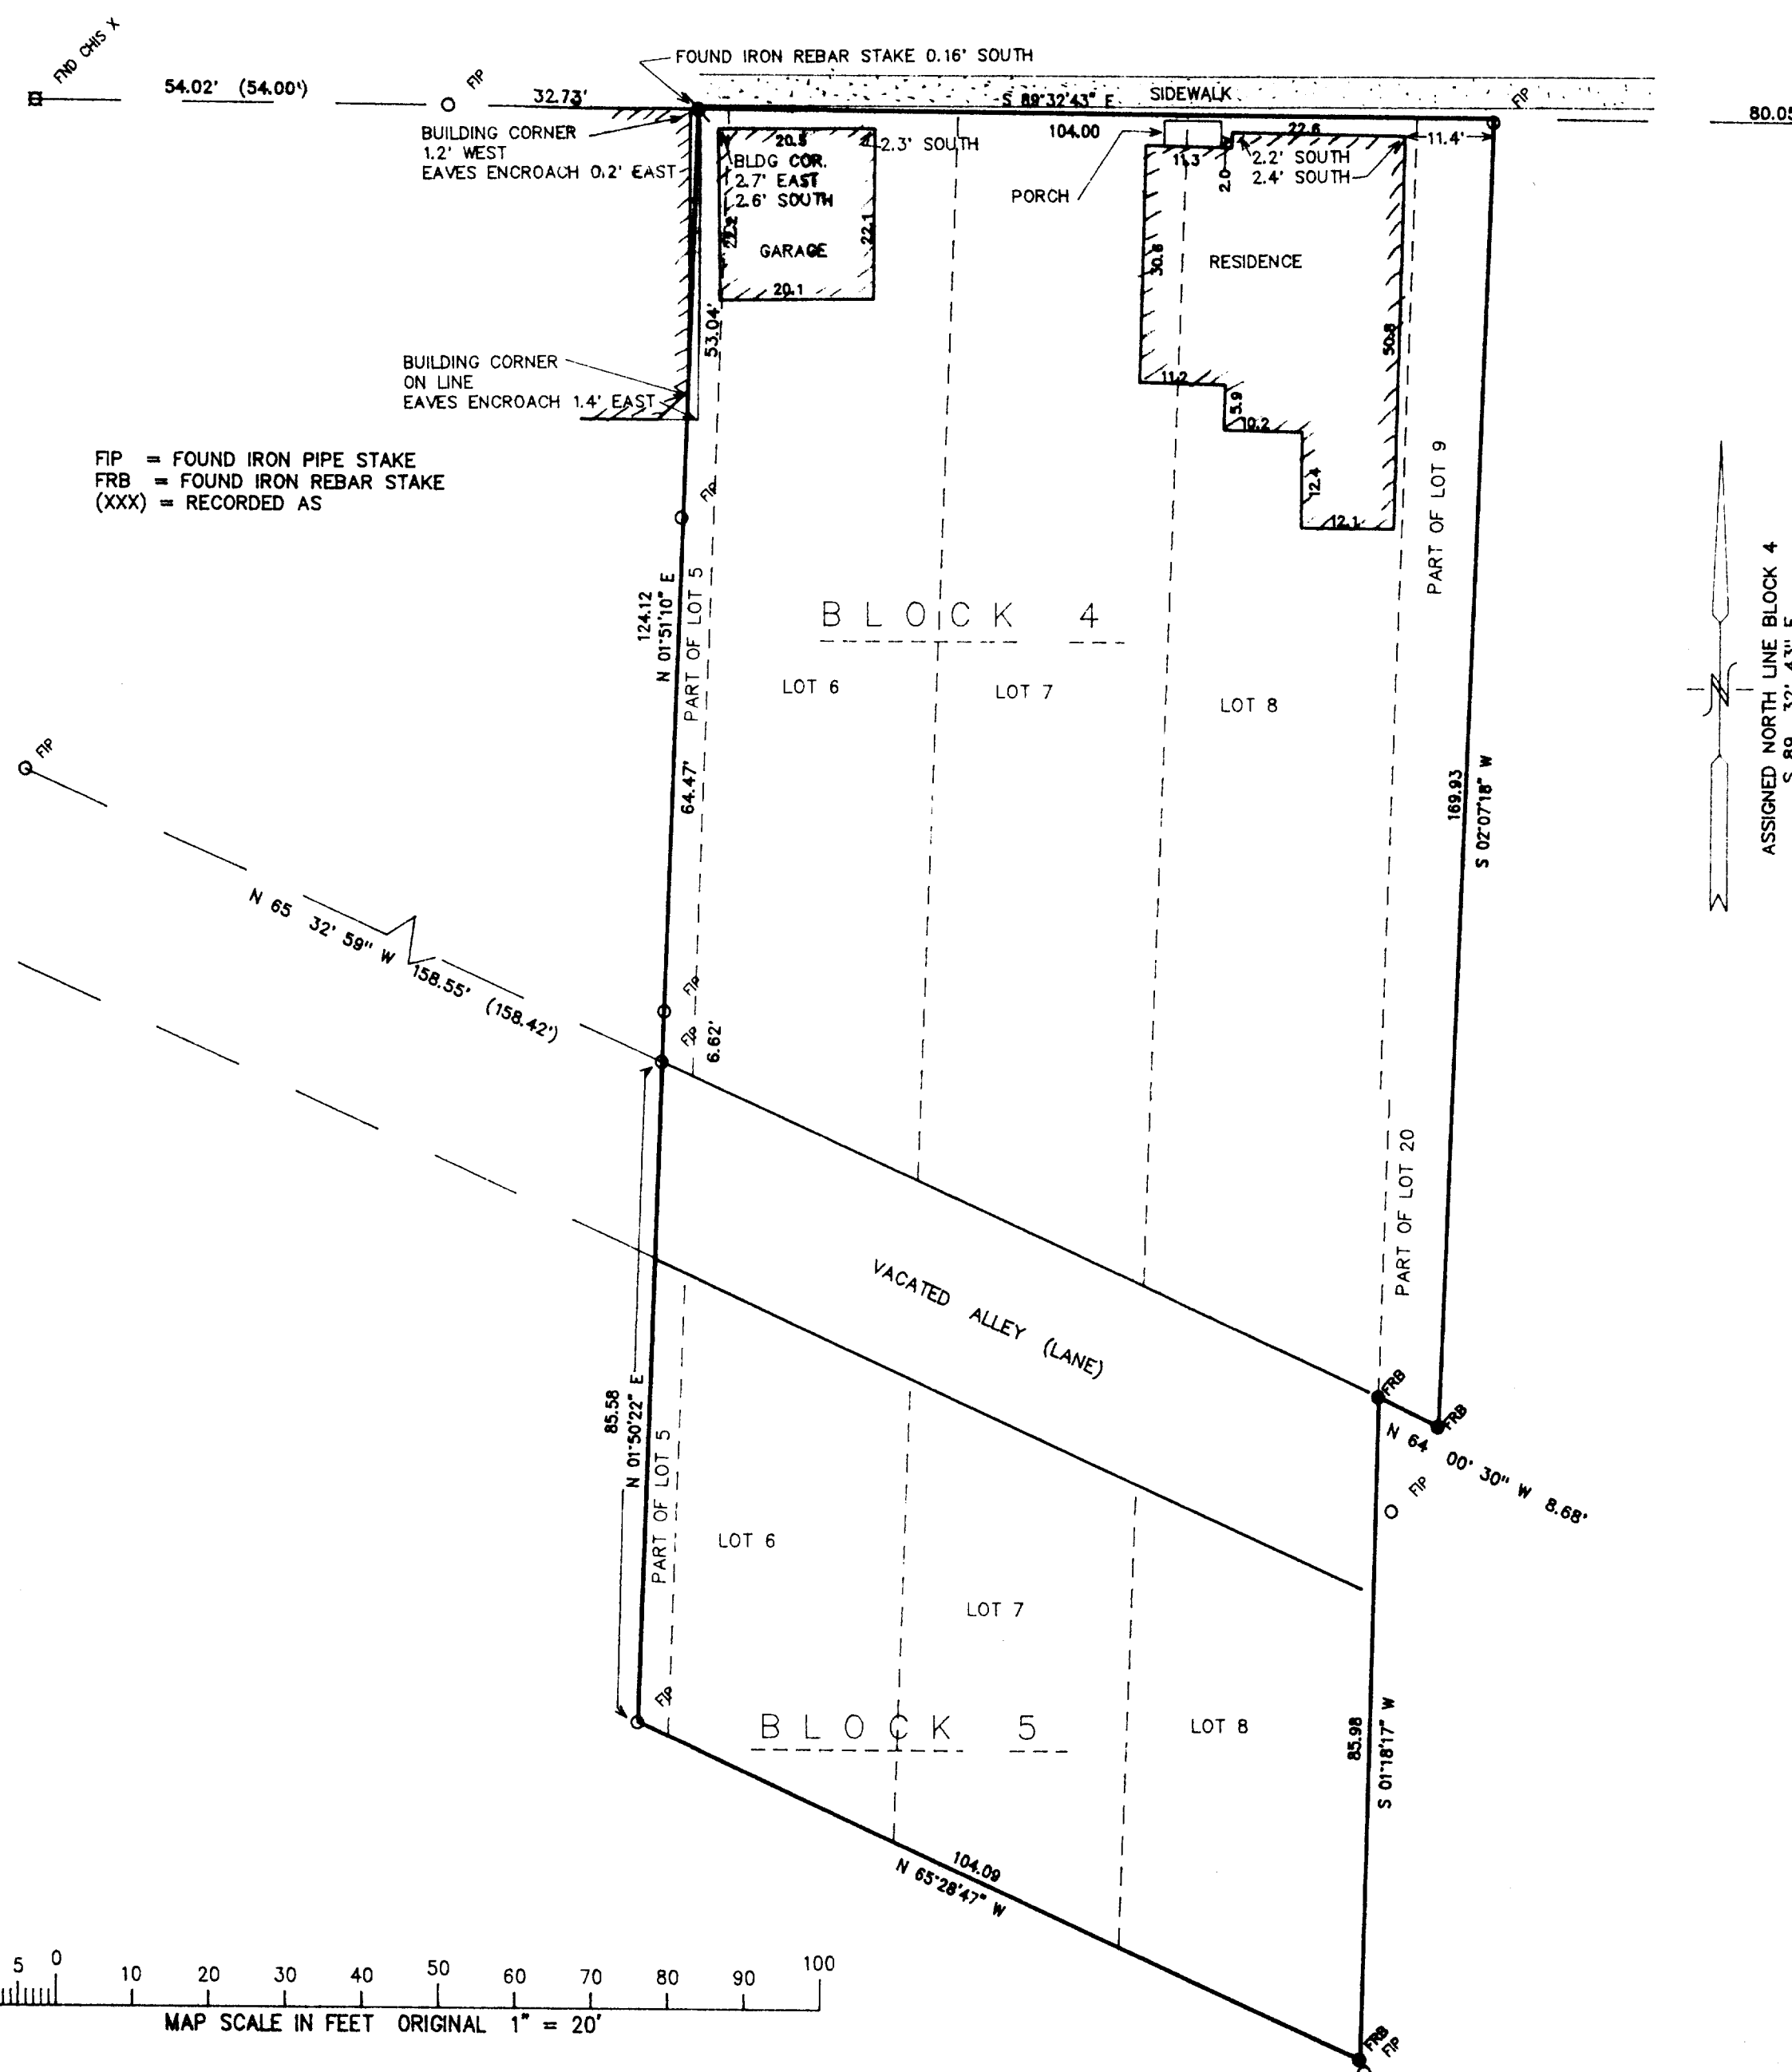 FND CHIS X
54.02' (54.00')
FIP
32.73'
FOUND IRON REBAR STAKE 0.16' SOUTH
S 89°32'43" E
SIDEWALK
104.00
FIP
80.05
BUILDING CORNER
1.2' WEST
EAVES ENCROACH 0.2' EAST
20.5
2.3' SOUTH
BLDG COR.
2.7' EAST
2.6' SOUTH
22.2
22.1
GARAGE
20.1
53.04'
PORCH
11.3
2.0
22.6
11.4'
2.2' SOUTH
2.4' SOUTH
30.8
RESIDENCE
50.8
11.2
5.9
10.2
12.4
12.1
BUILDING CORNER
ON LINE
EAVES ENCROACH 1.4' EAST
FIP = FOUND IRON PIPE STAKE
FRB = FOUND IRON REBAR STAKE
(XXX) = RECORDED AS
FIP
124.12
N 01°51'10" E
PART OF LOT 5
64.47'
BLOCK 4
LOT 6
LOT 7
LOT 8
PART OF LOT 9
169.93
S 02°07'18" W
N
ASSIGNED NORTH LINE BLOCK 4
S 89 32' 43" E
FIP
N 65 32' 59" W 158.55' (158.42')
FIP
FIP
6.62'
PART OF LOT 20
VACATED ALLEY (LANE)
FRB
FRB
N 64 00' 30" W 8.68'
FIP
85.58
N 01°50'22" E
PART OF LOT 5
LOT 6
LOT 7
LOT 8
FIP
BLOCK 5
85.98
S 01°18'17" W
104.09
N 65°28'47" W
FRB
FIP
5 0 10 20 30 40 50 60 70 80 90 100
MAP SCALE IN FEET ORIGINAL 1" = 20'